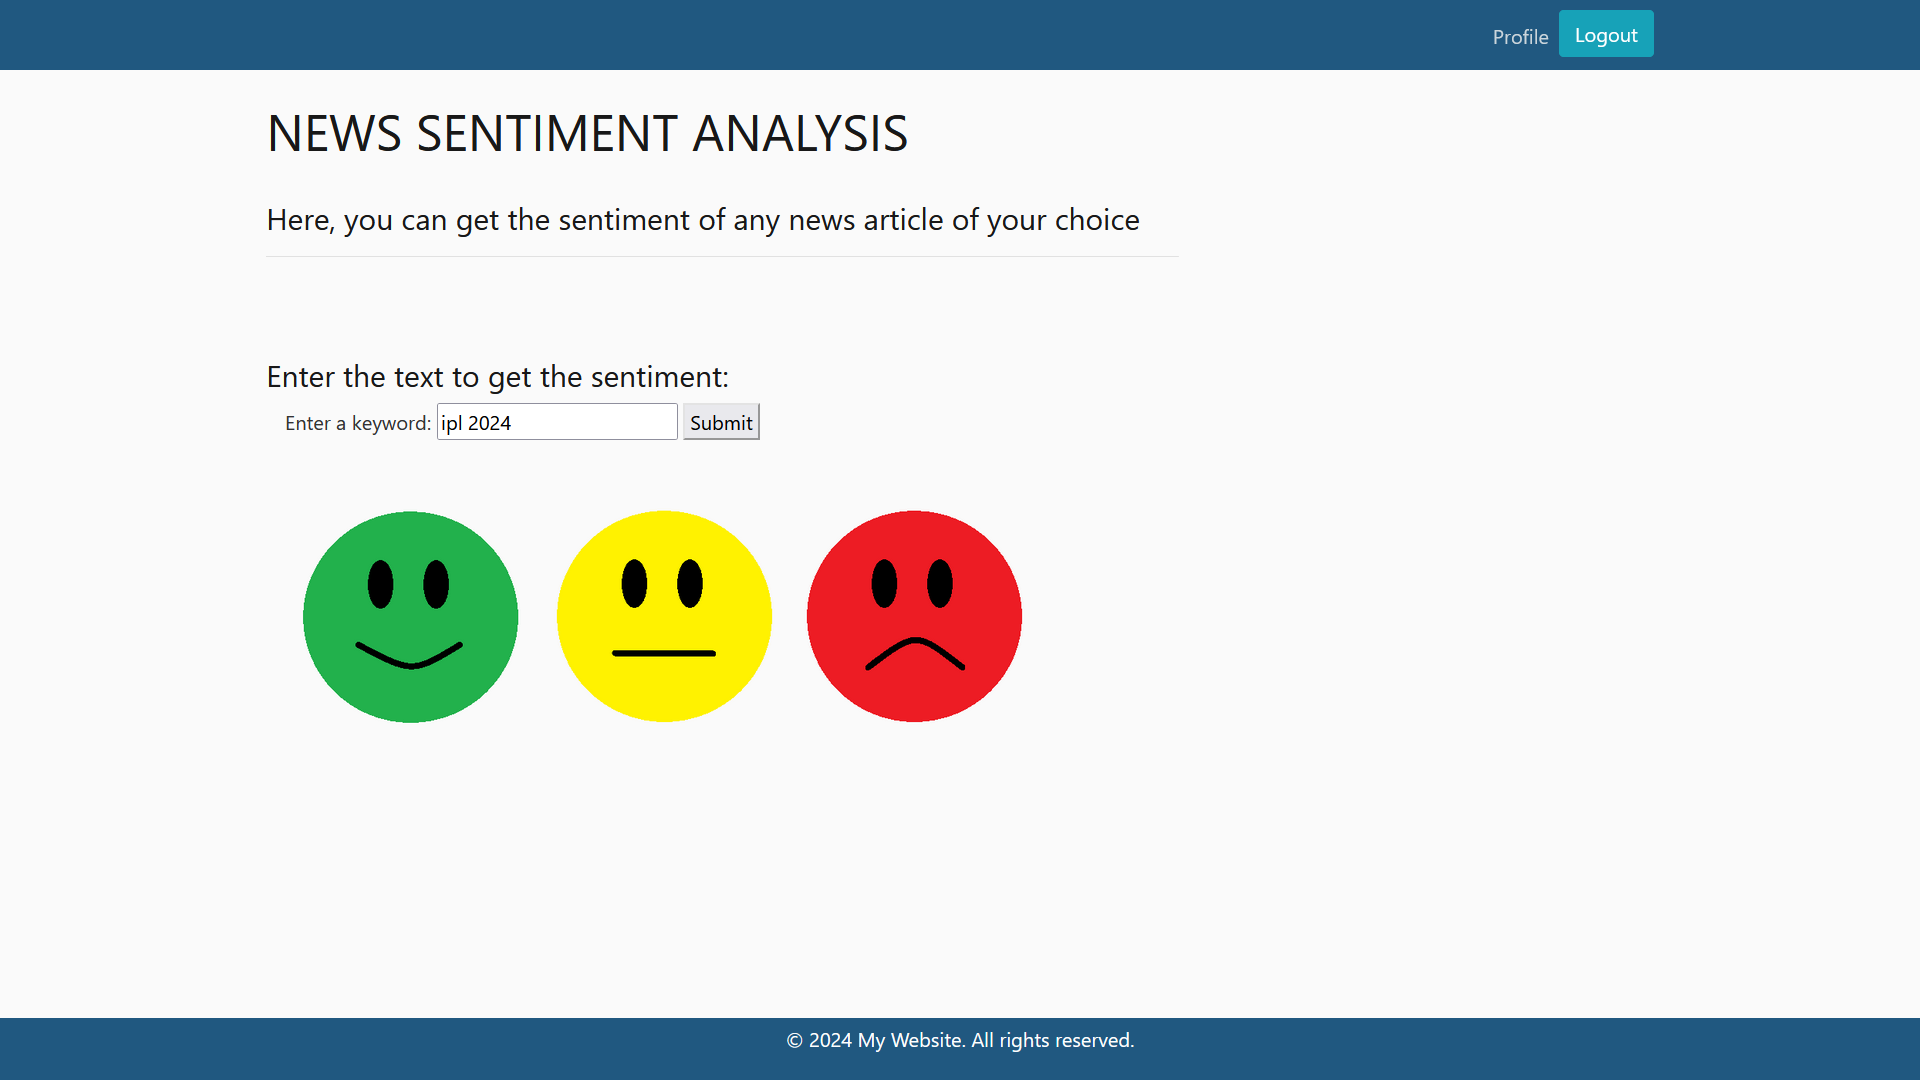 Profile Logout
NEWS SENTIMENT ANALYSIS
Here, you can get the sentiment of any news article of your choice
Enter the text to get the sentiment:
Enter a keyword: ipl 2024 Submit
© 2024 My Website. All rights reserved.